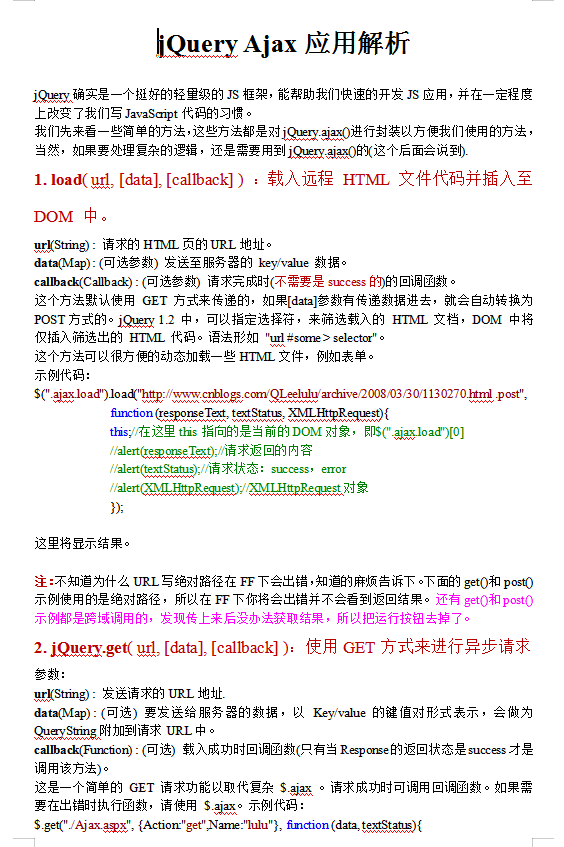 jQuery Ajax 应用解析
jQuery 确实是一个挺好的轻量级的 JS 框架，能帮助我们快速的开发 JS 应用，并在一定程度
上改变了我们写 JavaScript 代码的习惯。
我们先来看一些简单的方法，这些方法都是对 jQuery.ajax()进行封装以方便我们使用的方法，
当然，如果要处理复杂的逻辑，还是需要用到 jQuery.ajax()的(这个后面会说到).
1. load( url, [data], [callback] ) ：载入远程 HTML 文件代码并插入至
DOM 中。
url(String) : 请求的 HTML 页的 URL 地址。
data(Map) : (可选参数) 发送至服务器的 key/value 数据。
callback(Callback) : (可选参数) 请求完成时(不需要是 success 的)的回调函数。
这个方法默认使用 GET 方式来传递的，如果[data]参数有传递数据进去，就会自动转换为
POST 方式的。jQuery 1.2 中，可以指定选择符，来筛选载入的 HTML 文档，DOM 中将
仅插入筛选出的 HTML 代码。语法形如 "url #some > selector"。
这个方法可以很方便的动态加载一些 HTML 文件，例如表单。
示例代码：
$(".ajax.load").load("http://www.cnblogs.com/QLeelulu/archive/2008/03/30/1130270.html .post",
function (responseText, textStatus, XMLHttpRequest){
this;//在这里 this 指向的是当前的 DOM 对象，即$(".ajax.load")[0]
//alert(responseText);//请求返回的内容
//alert(textStatus);//请求状态：success，error
//alert(XMLHttpRequest);//XMLHttpRequest 对象
});
这里将显示结果。
注:不知道为什么 URL 写绝对路径在 FF 下会出错，知道的麻烦告诉下。下面的 get()和 post()
示例使用的是绝对路径，所以在 FF 下你将会出错并不会看到返回结果。还有 get()和 post()
示例都是跨域调用的，发现传上来后没办法获取结果，所以把运行按钮去掉了。
2. jQuery.get( url, [data], [callback] )：使用 GET 方式来进行异步请求
参数：
url(String) : 发送请求的 URL 地址.
data(Map) : (可选) 要发送给服务器的数据，以 Key/value 的键值对形式表示，会做为
QueryString 附加到请求 URL 中。
callback(Function) : (可选) 载入成功时回调函数(只有当 Response 的返回状态是 success 才是
调用该方法)。
这是一个简单的 GET 请求功能以取代复杂 $.ajax 。请求成功时可调用回调函数。如果需
要在出错时执行函数，请使用 $.ajax。示例代码：
$.get("./Ajax.aspx", {Action:"get",Name:"lulu"}, function (data, textStatus){